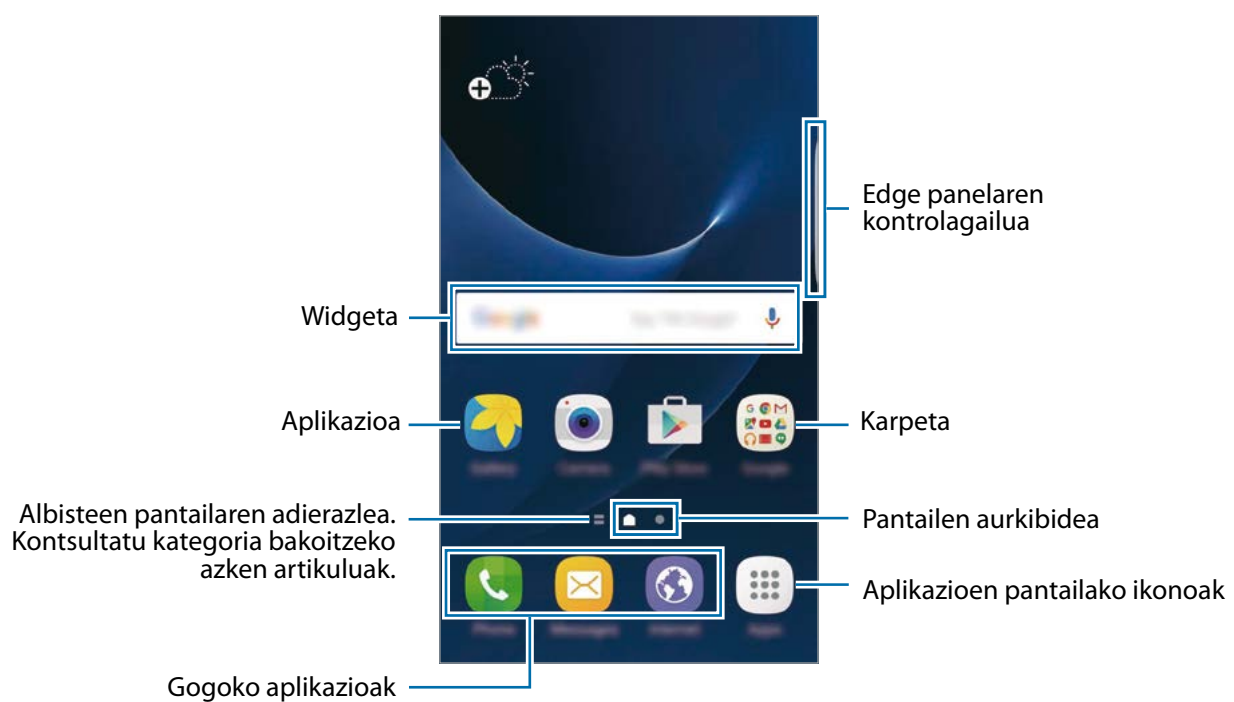 Edge panelaren
kontrolagailua
Widgeta
Aplikazioa
Karpeta
Albisteen pantailaren adierazlea.
Kontsultatu kategoria bakoitzeko
azken artikuluak.
Pantailen aurkibidea
Aplikazioen pantailako ikonoak
Gogoko aplikazioak